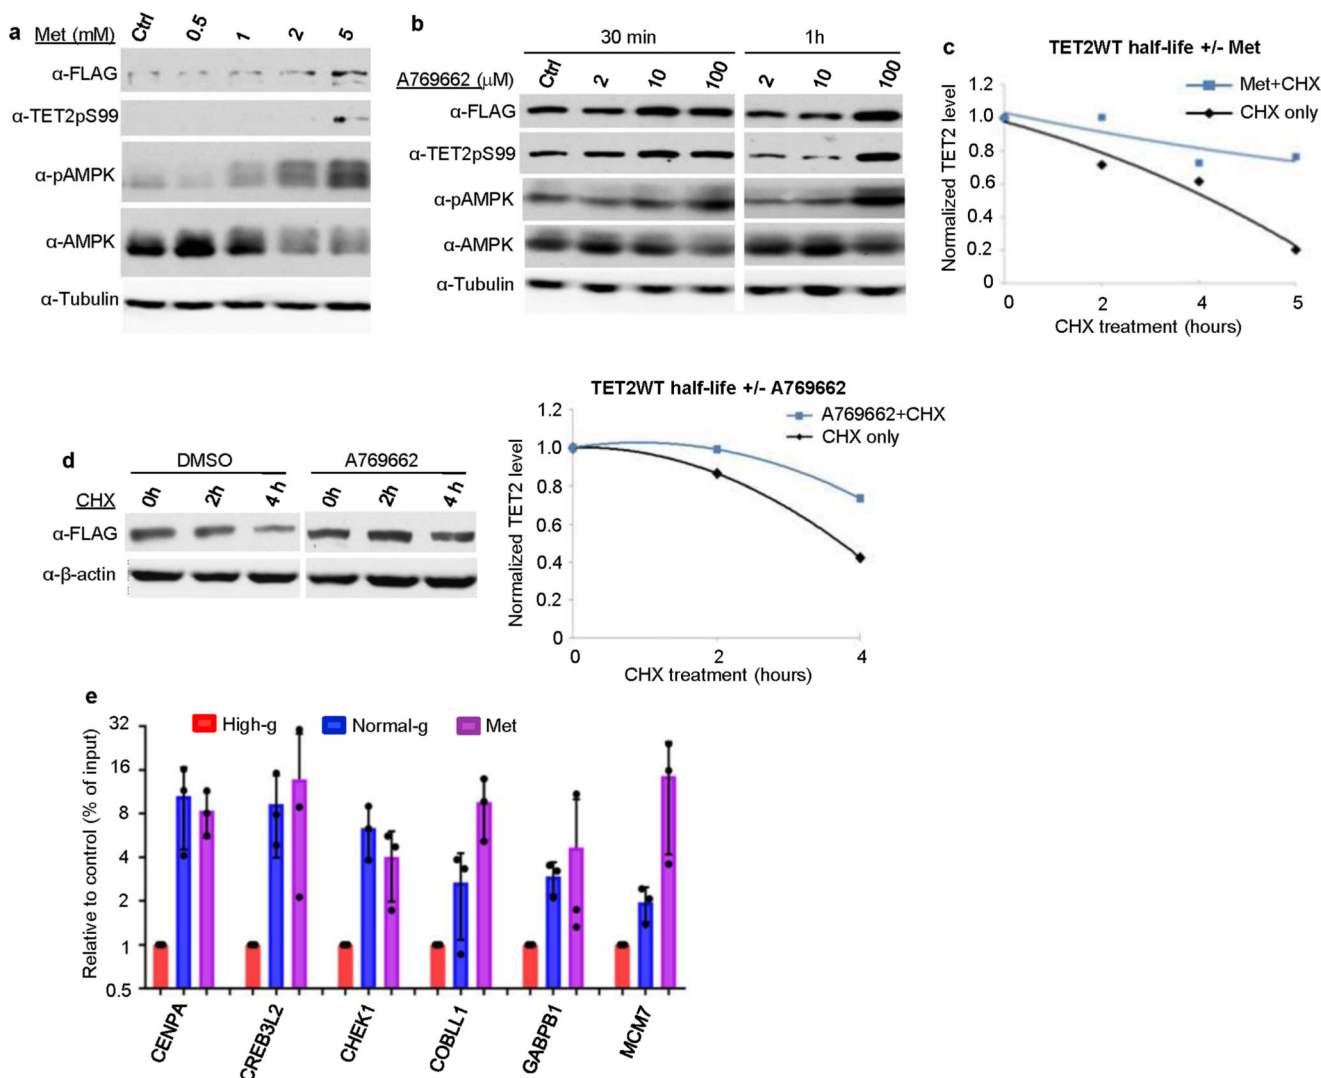 a
Met (mM) Ctrl 0.5 1 2 5
α-FLAG
α-TET2pS99
α-pAMPK
α-AMPK
α-Tubulin
b
30 min 1h
A769662 (μM) Ctrl 2 10 100 2 10 100
α-FLAG
α-TET2pS99
α-pAMPK
α-AMPK
α-Tubulin
c
TET2WT half-life +/- Met
Normalized TET2 level
1.2
1.0
0.8
0.6
0.4
0.2
0
Met+CHX
CHX only
0 2 4 5
CHX treatment (hours)
d
DMSO A769662
CHX 0h 2h 4 h 0h 2h 4 h
α-FLAG
α-β-actin
TET2WT half-life +/- A769662
Normalized TET2 level
1.2
1.0
0.8
0.6
0.4
0.2
0
A769662+CHX
CHX only
0 2 4
CHX treatment (hours)
e
High-g Normal-g Met
Relative to control (% of input)
32
16
8
4
2
1
0.5
CENPA CREB3L2 CHEK1 COBLL1 GABPB1 MCM7